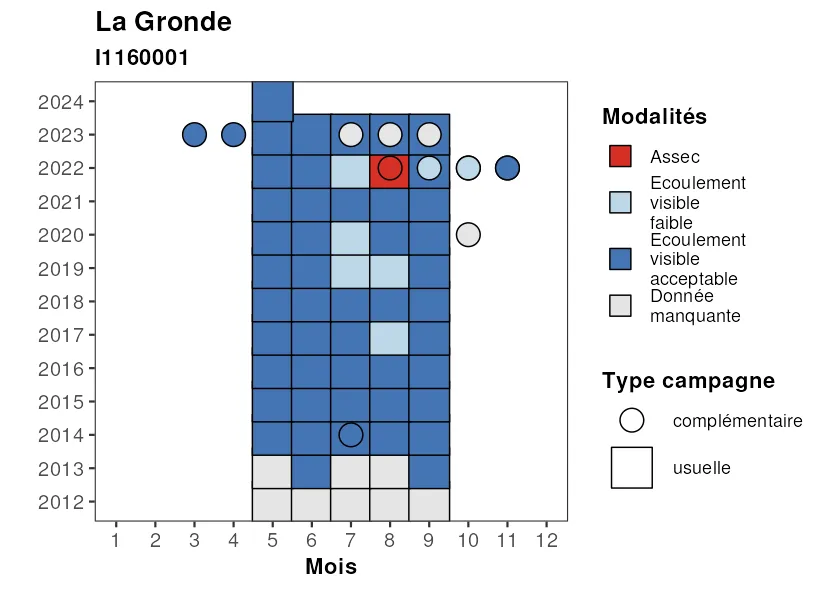 La Gronde
I1160001
2024
2023
2022
2021
2020
2019
2018
2017
2016
2015
2014
2013
2012
1 2 3 4 5 6 7 8 9 10 11 12
Mois
Modalités
Assec
Ecoulement
visible
faible
Ecoulement
visible
acceptable
Donnée
manquante
Type campagne
complémentaire
usuelle